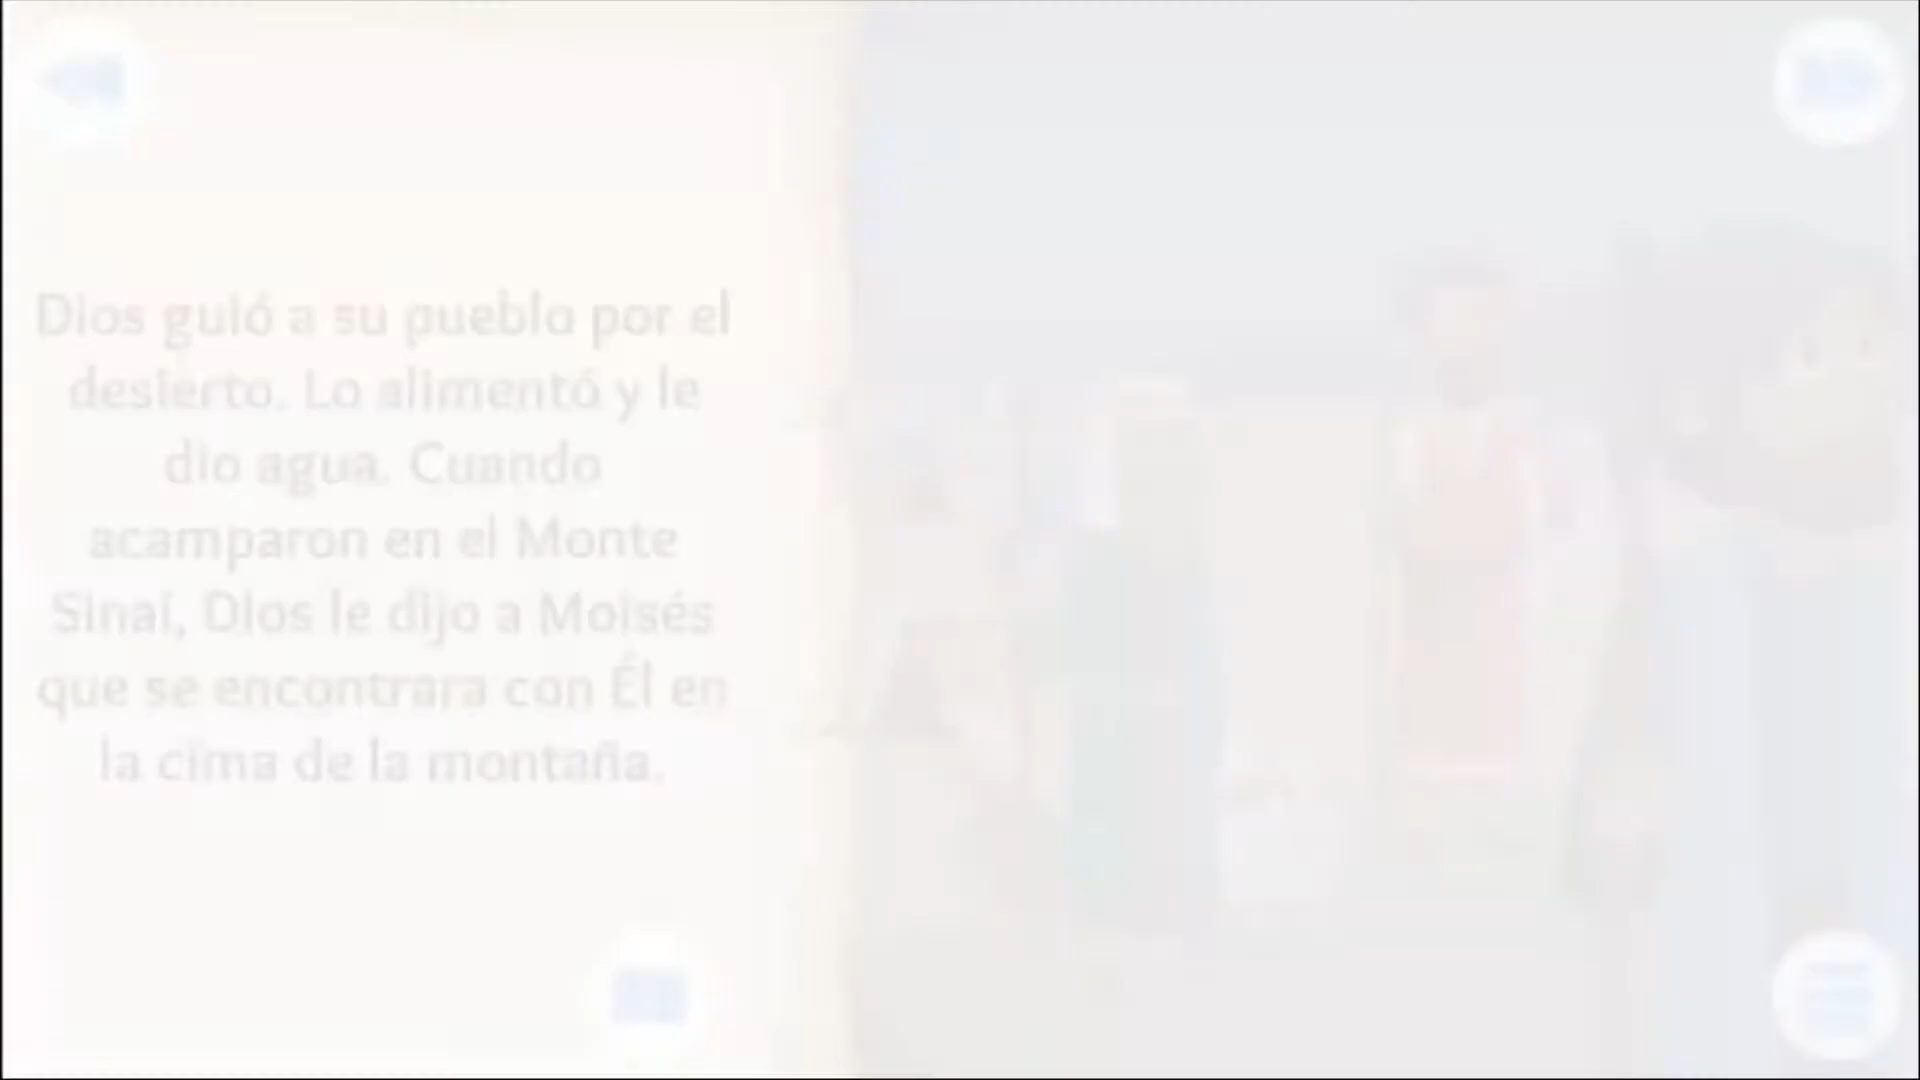 Dios guió a su pueblo por el
desierto. Lo alimentó y le
dio agua. Cuando
acamparon en el Monte
Sinaí, Dios le dijo a Moisés
que se encontrara con Él en
la cima de la montaña.